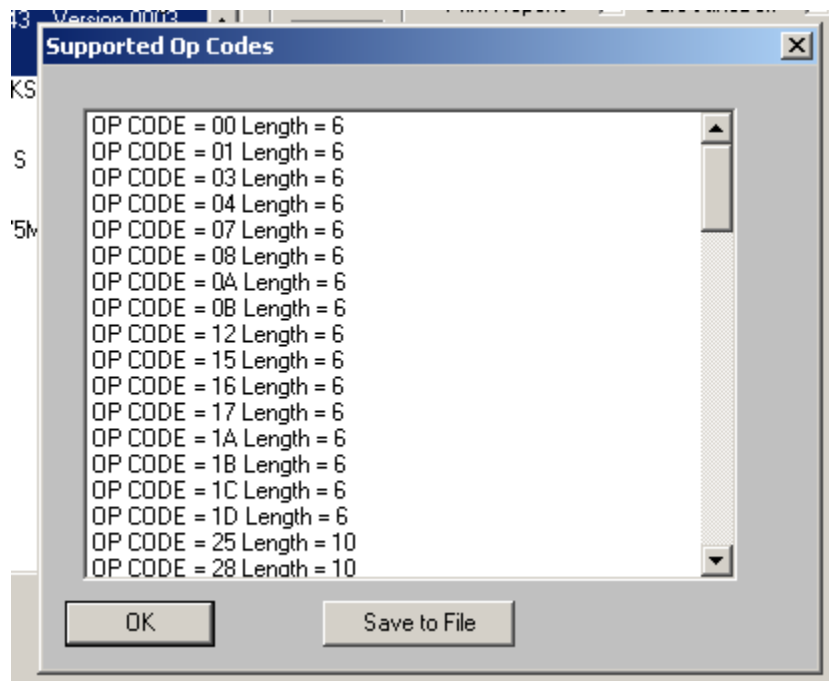 43 Version 0003
Supported Op Codes
KS
S
OP CODE = 00 Length = 6
OP CODE = 01 Length = 6
OP CODE = 03 Length = 6
OP CODE = 04 Length = 6
OP CODE = 07 Length = 6
OP CODE = 08 Length = 6
OP CODE = 0A Length = 6
OP CODE = 0B Length = 6
OP CODE = 12 Length = 6
OP CODE = 15 Length = 6
OP CODE = 16 Length = 6
OP CODE = 17 Length = 6
OP CODE = 1A Length = 6
OP CODE = 1B Length = 6
OP CODE = 1C Length = 6
OP CODE = 1D Length = 6
OP CODE = 25 Length = 10
OP CODE = 28 Length = 10
OK
Save to File